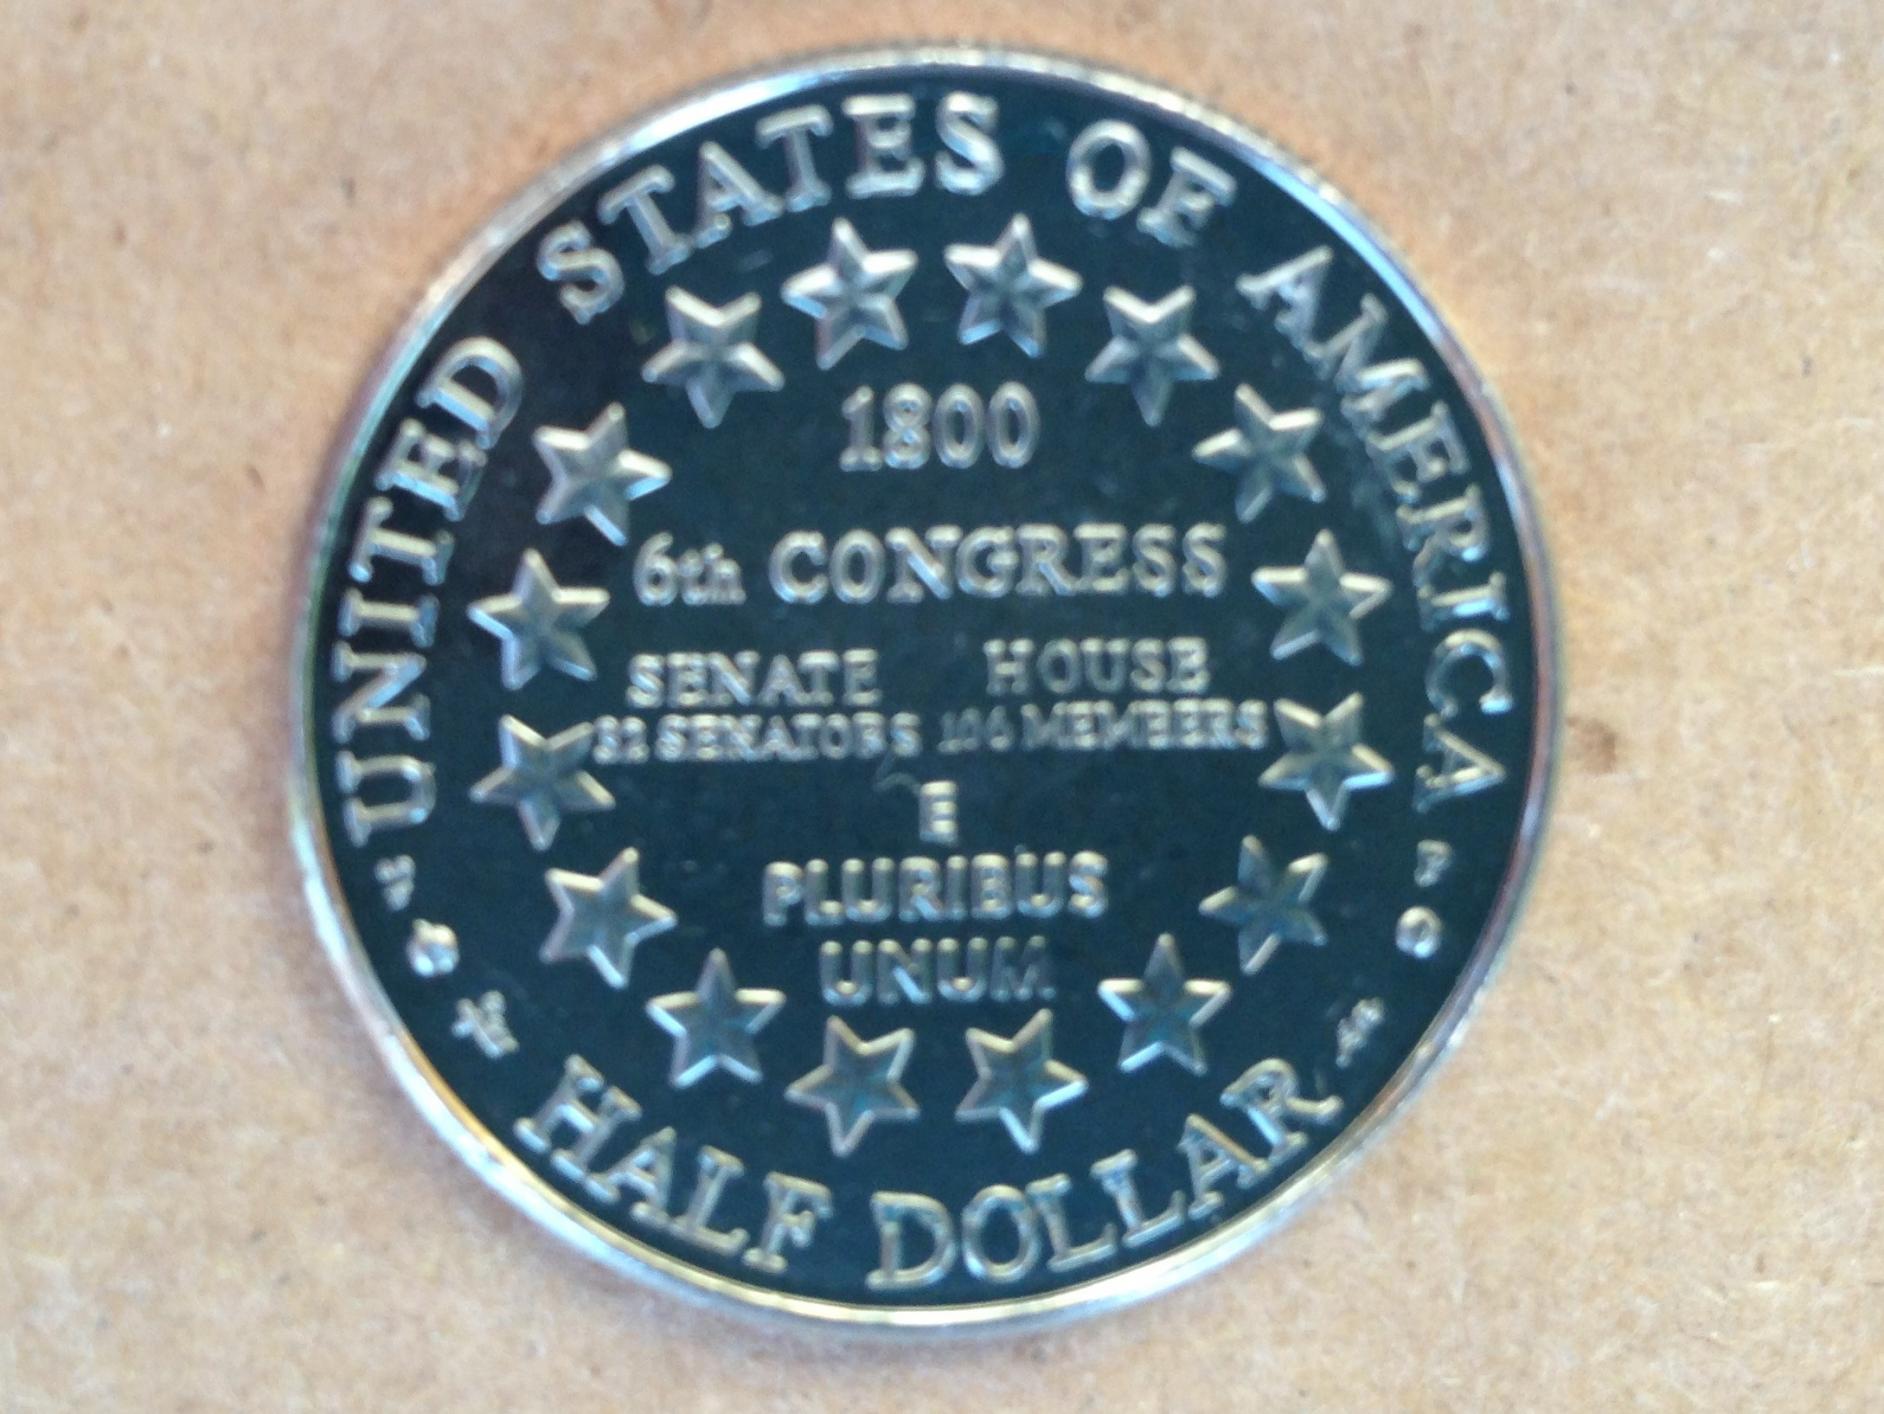 UNITED STATES OF AMERICA
1800
6th CONGRESS
SENATE HOUSE
32 SENATORS 106 MEMBERS
E
PLURIBUS
UNUM
HALF DOLLAR
P